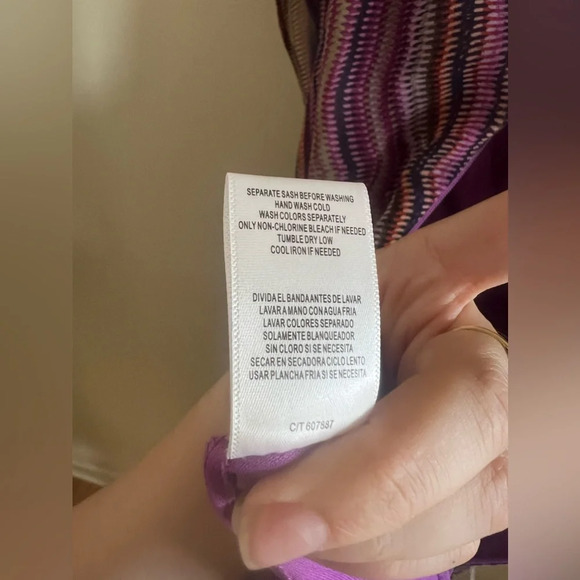 SEPARATE SASH BEFORE WASHING
HAND WASH COLD
WASH COLORS SEPARATELY
ONLY NON-CHLORINE BLEACH IF NEEDED
TUMBLE DRY LOW
COOL IRON IF NEEDED
DIVIDA EL BANDA ANTES DE LAVAR
LAVAR A MANO CON AGUA FRIA
LAVAR COLORES SEPARADO
SOLAMENTE BLANQUEADOR
SIN CLORO SI SE NECESITA
SECAR EN SECADORA CICLO LENTO
USAR PLANCHA FRIA SI SE NECESITA
C/T 607887